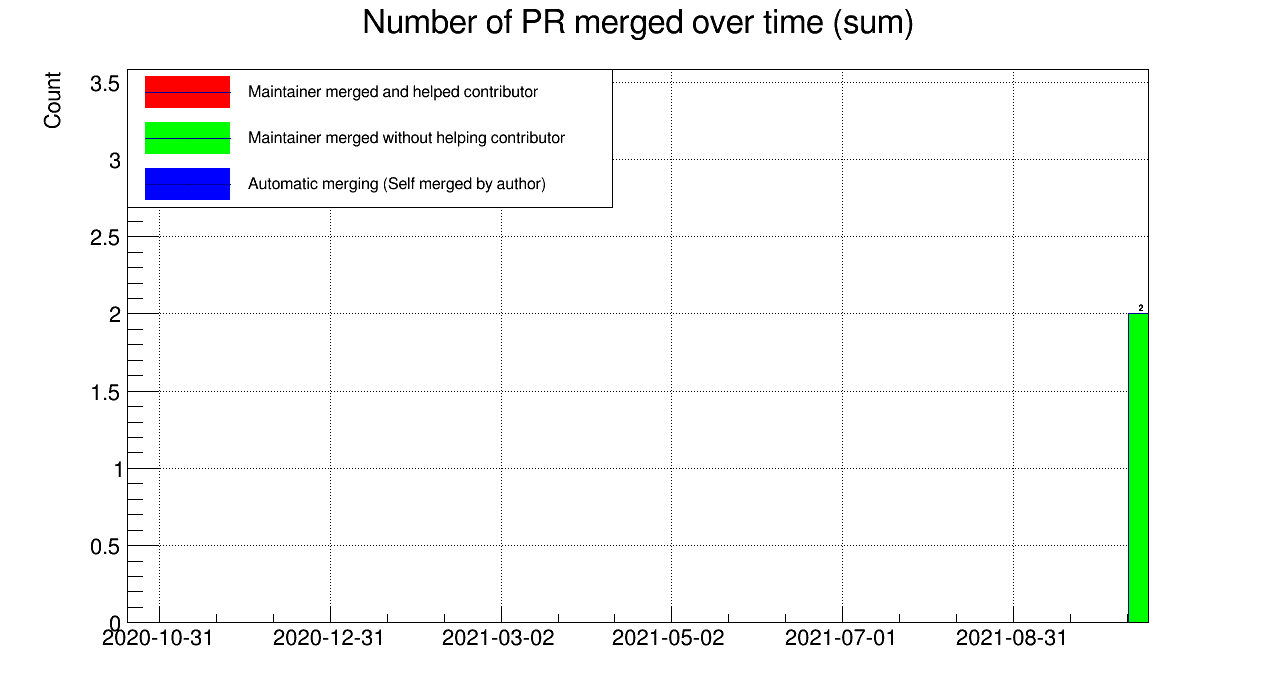 Number of PR merged over time (sum)
Count
3.5
3
2.5
2
1.5
1
0.5
0
Maintainer merged and helped contributor
Maintainer merged without helping contributor
Automatic merging (Self merged by author)
2
2020-10-31 2020-12-31 2021-03-02 2021-05-02 2021-07-01 2021-08-31